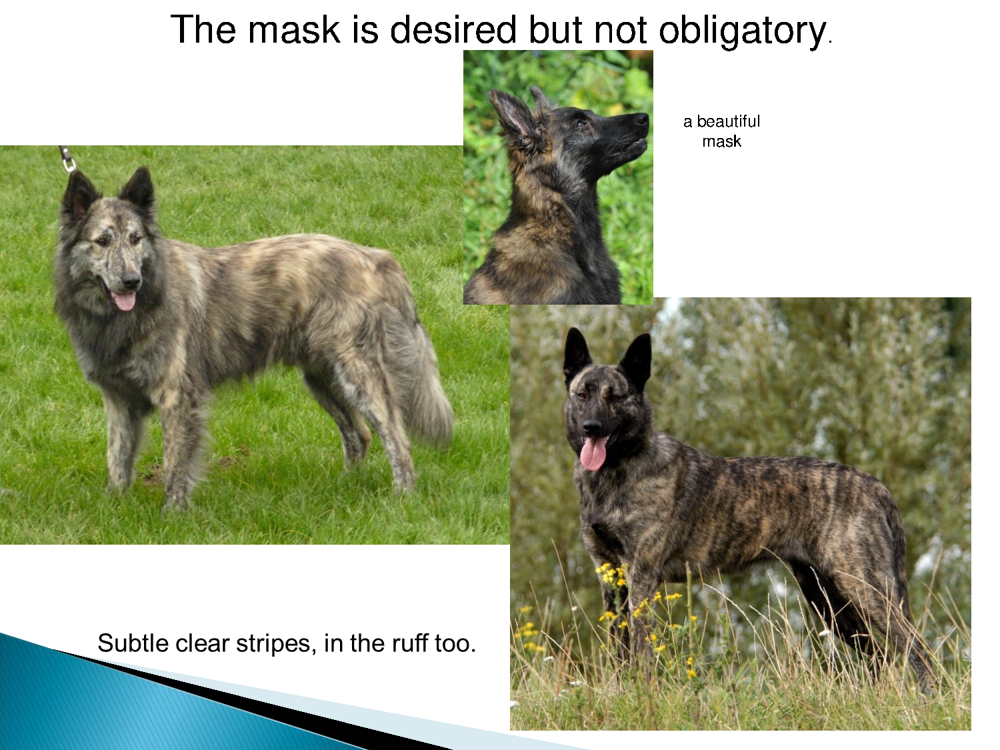 The mask is desired but not obligatory.
a beautiful
mask
Subtle clear stripes, in the ruff too.